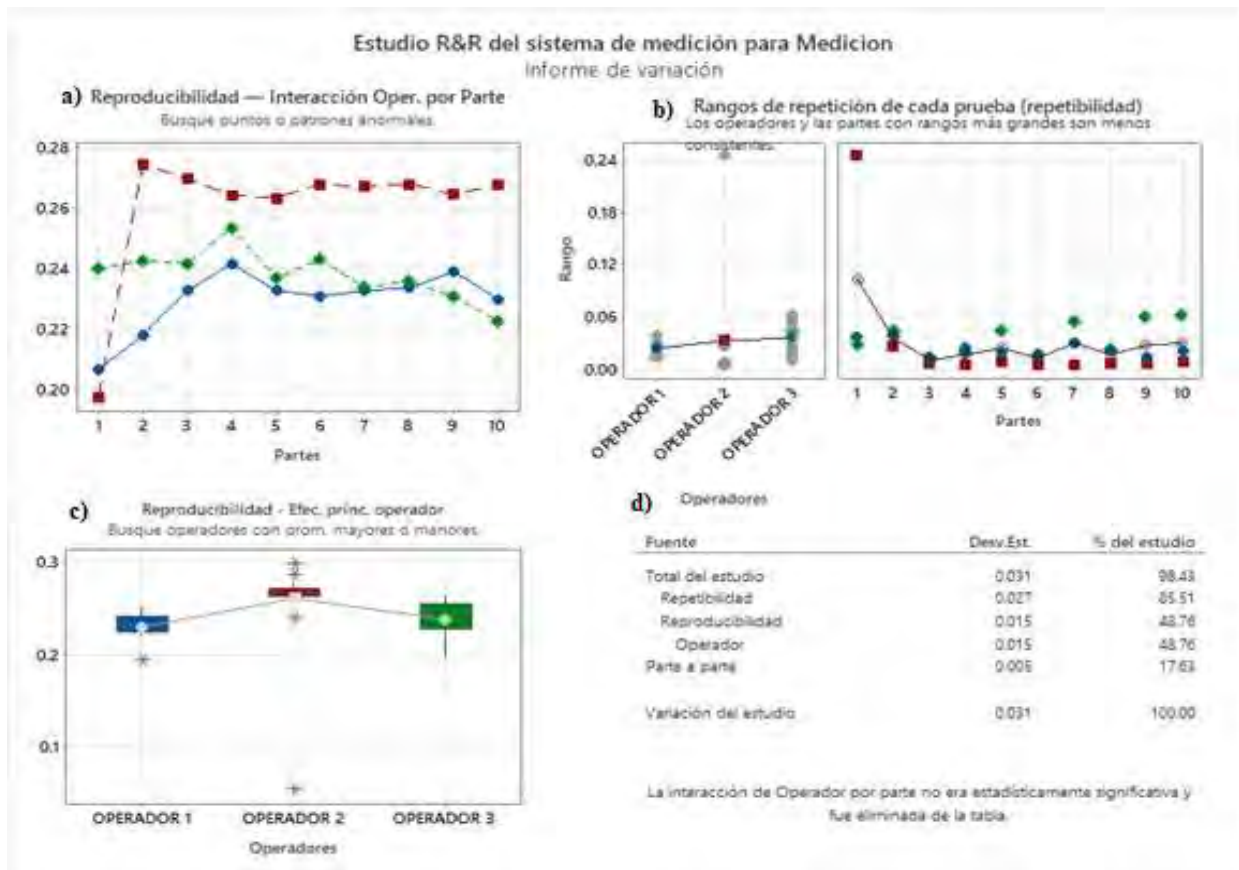 Estudio R&R del sistema de medición para Medicion
Informe de variación
a) Reproducibilidad — Interacción Oper. por Parte
Busque puntos o patrones anormales.
0.28
0.26
0.24
0.22
0.20
1 2 3 4 5 6 7 8 9 10
Partes
b) Rangos de repetición de cada prueba (repetibilidad)
Los operadores y las partes con rangos más grandes son menos
consistentes.
0.24
0.18
0.12
0.06
0.00
Rango
OPERADOR 1 OPERADOR 2 OPERADOR 3
1 2 3 4 5 6 7 8 9 10
Partes
c) Reproducibilidad - Efec. princ. operador
Busque operadores con prom. mayores o menores.
0.3
0.2
0.1
OPERADOR 1 OPERADOR 2 OPERADOR 3
Operadores
d) Operadores
Fuente Desv.Est. % del estudio
Total del estudio 0.031 98.43
Repetibilidad 0.027 85.51
Reproducibilidad 0.015 48.76
Operador 0.015 48.76
Parte a parte 0.005 17.63
Variación del estudio 0.031 100.00
La interacción de Operador por parte no era estadísticamente significativa y
fue eliminada de la tabla.